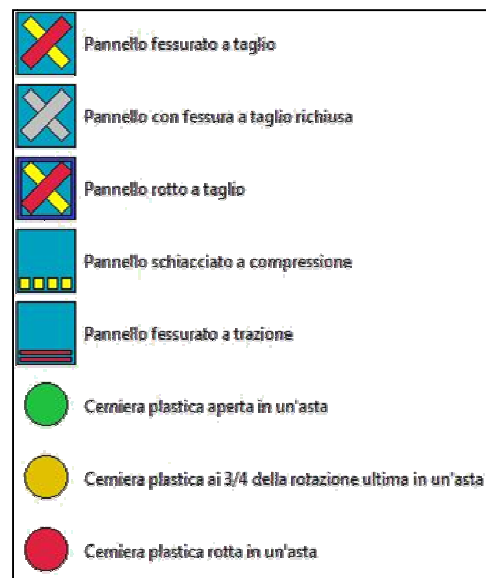 Pannello fessurato a taglio
Pannello con fessura a taglio richiusa
Pannello rotto a taglio
Pannello schiacciato a compressione
Pannello fessurato a trazione
Cerniera plastica aperta in un'asta
Cerniera plastica ai 3/4 della rotazione ultima in un'asta
Cerniera plastica rotta in un'asta